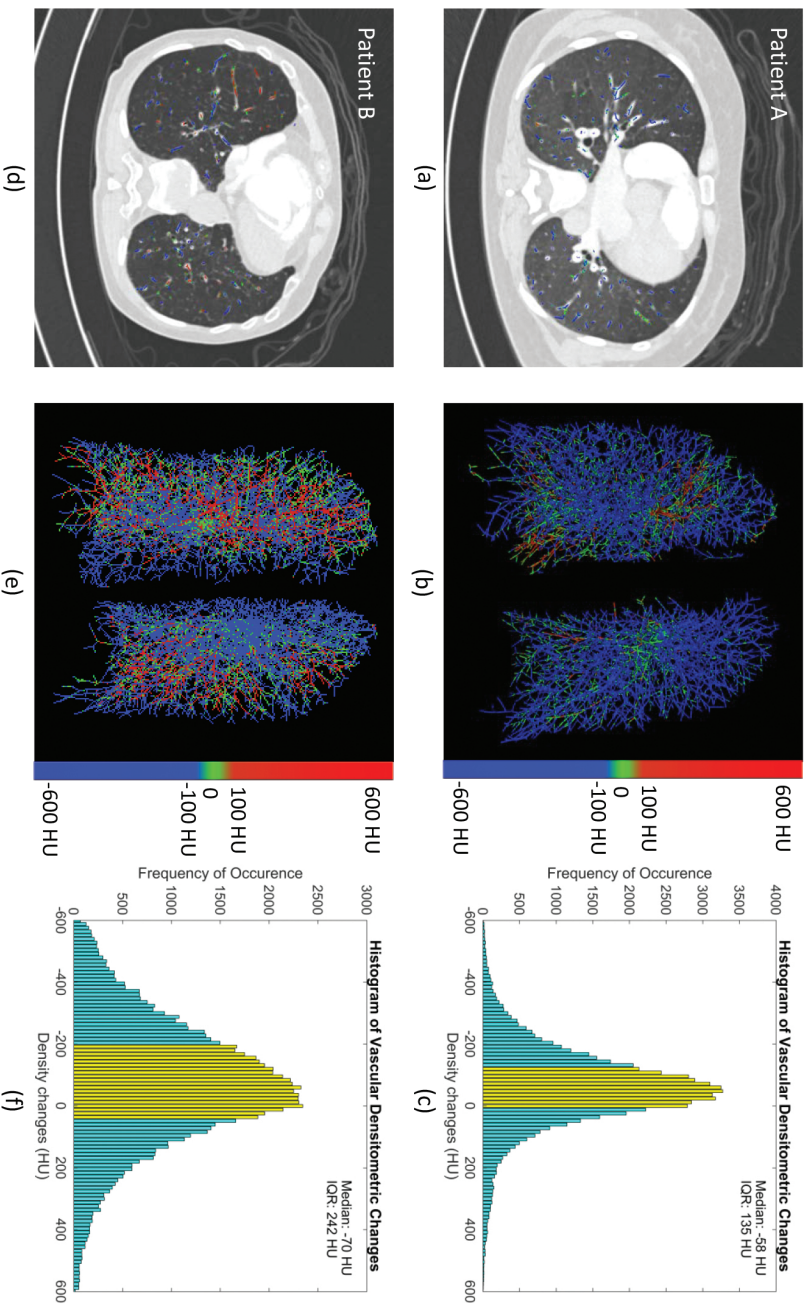 Patient A
(a)
600 HU
100 HU
0
-100 HU
-600 HU
(b)
Histogram of Vascular Densitometric Changes
Median: -58 HU
IQR: 135 HU
Frequency of Occurence
4000
3500
3000
2500
2000
1500
1000
500
0
-600
-400
-200
0
200
400
600
Density changes (HU)
(c)
Patient B
(d)
600 HU
100 HU
0
-100 HU
-600 HU
(e)
Histogram of Vascular Densitometric Changes
Median: -70 HU
IQR: 242 HU
Frequency of Occurence
3000
2500
2000
1500
1000
500
0
-600
-400
-200
0
200
400
600
Density changes (HU)
(f)